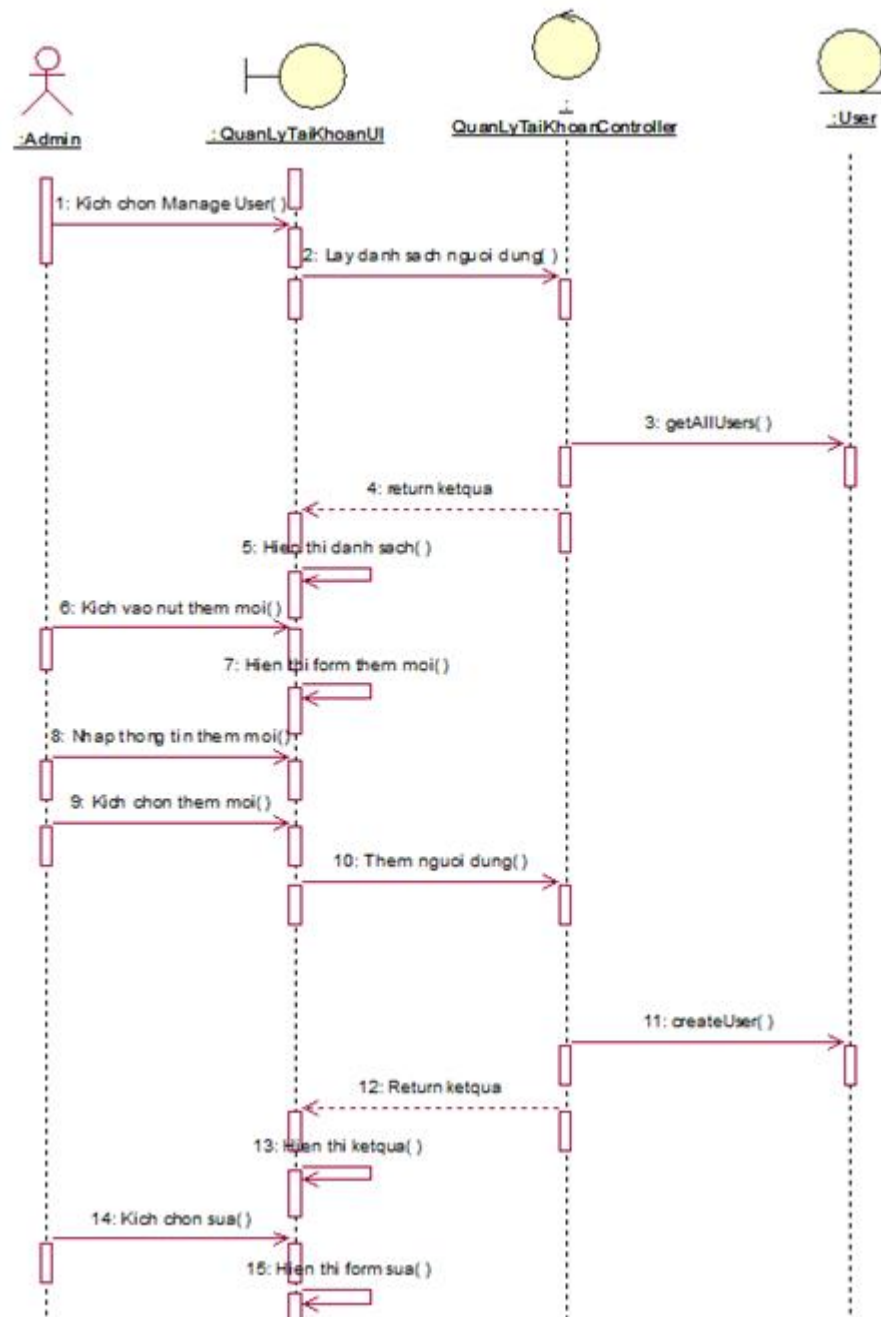 :Admin
: QuanLyTaiKhoanUI
:
QuanLyTaiKhoanController
:User
1: Kich chon Manage User( )
2: Lay danh sach nguoi dung( )
3: getAllUsers( )
4: return ketqua
5: Hien thi danh sach( )
6: Kich vao nut them moi( )
7: Hien thi form them moi( )
8: Nhap thong tin them moi( )
9: Kich chon them moi( )
10: Them nguoi dung( )
11: createUser( )
12: Return ketqua
13: Hien thi ketqua( )
14: Kich chon sua( )
15: Hien thi form sua( )